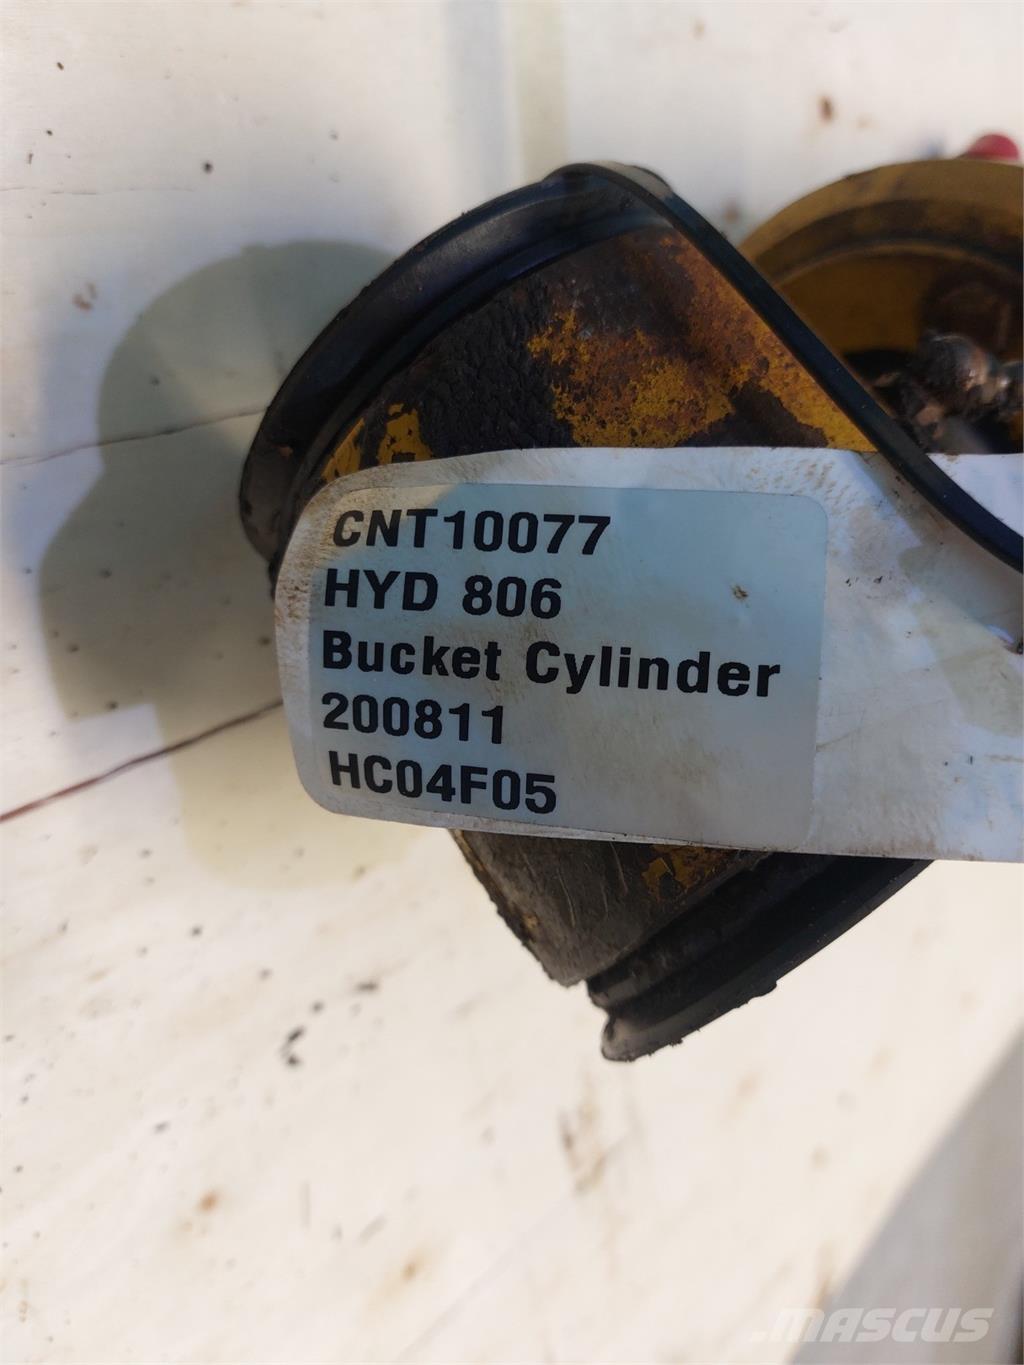 CNT10077
HYD 806
Bucket Cylinder
200811
HC04F05
.MASCUS